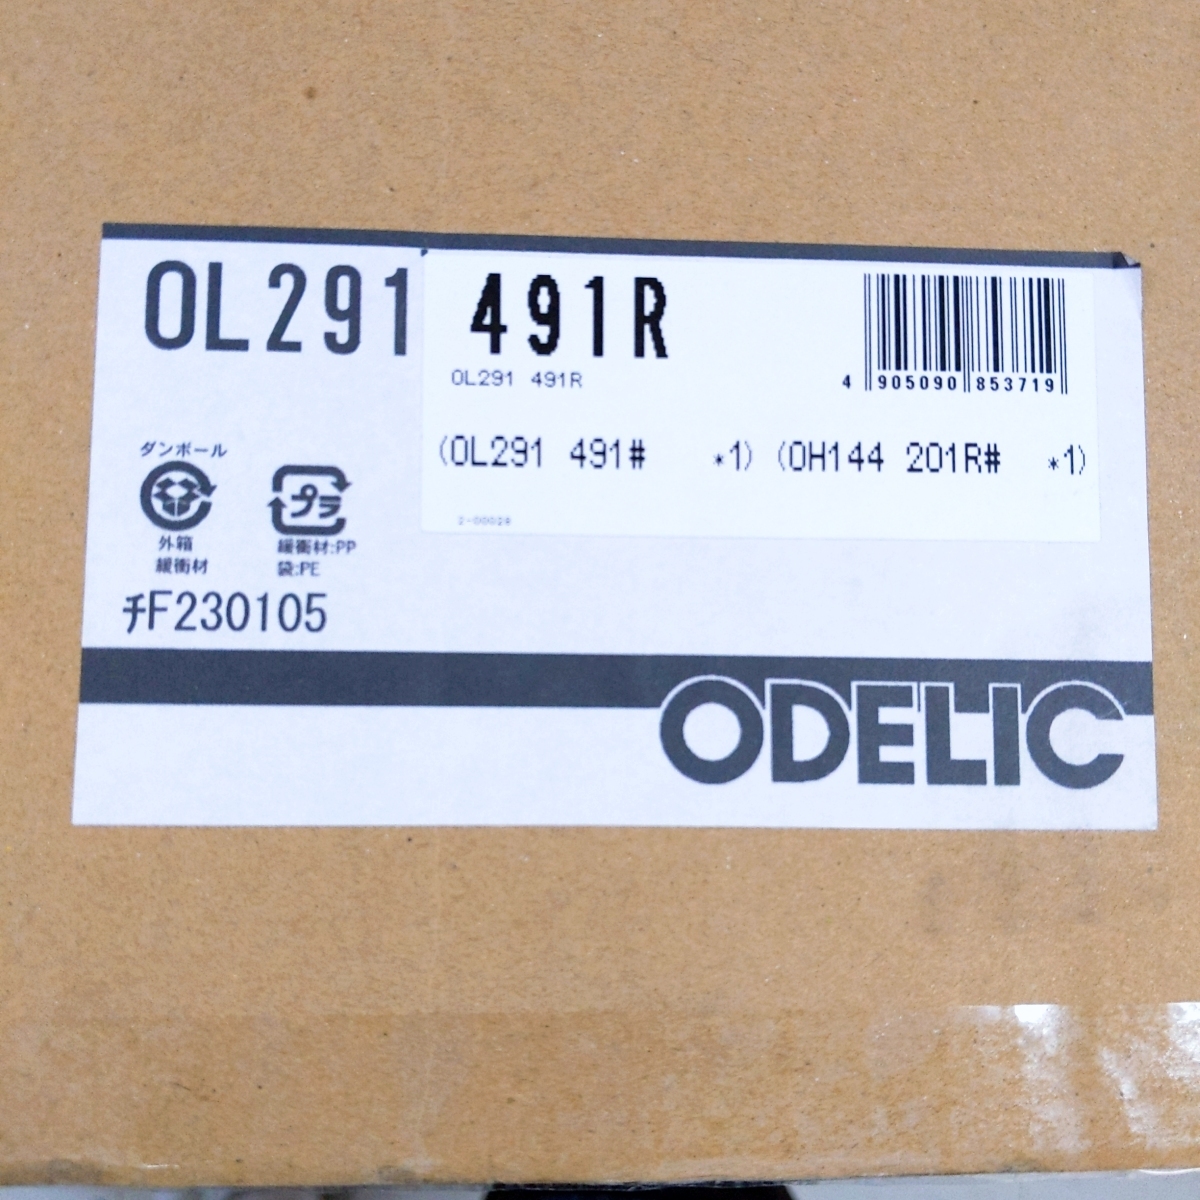 OL291 491R
OL291 491R
4 905090 853719
(OL291 491# *1) (OH144 201R# *1)
2-00029
ダンボール
プラ
外箱
緩衝材
緩衝材:PP
袋:PE
チF230105
ODELIC